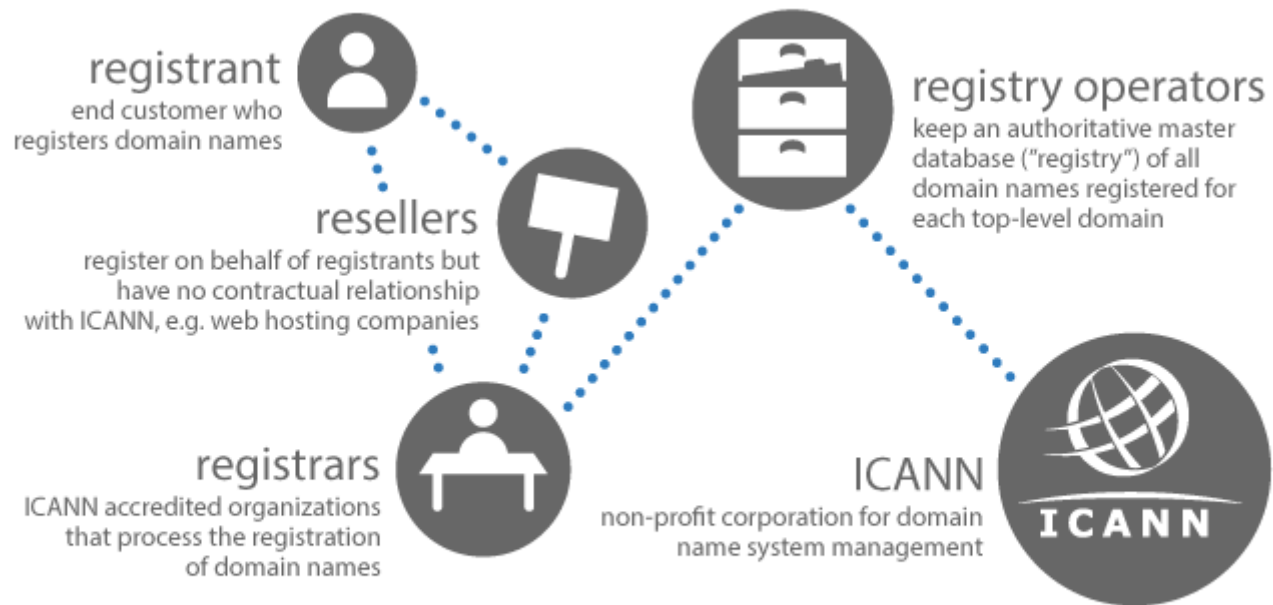 registrant
end customer who
registers domain names
resellers
register on behalf of registrants but
have no contractual relationship
with ICANN, e.g. web hosting companies
registrars
ICANN accredited organizations
that process the registration
of domain names
registry operators
keep an authoritative master
database ("registry") of all
domain names registered for
each top-level domain
ICANN
non-profit corporation for domain
name system management
ICANN